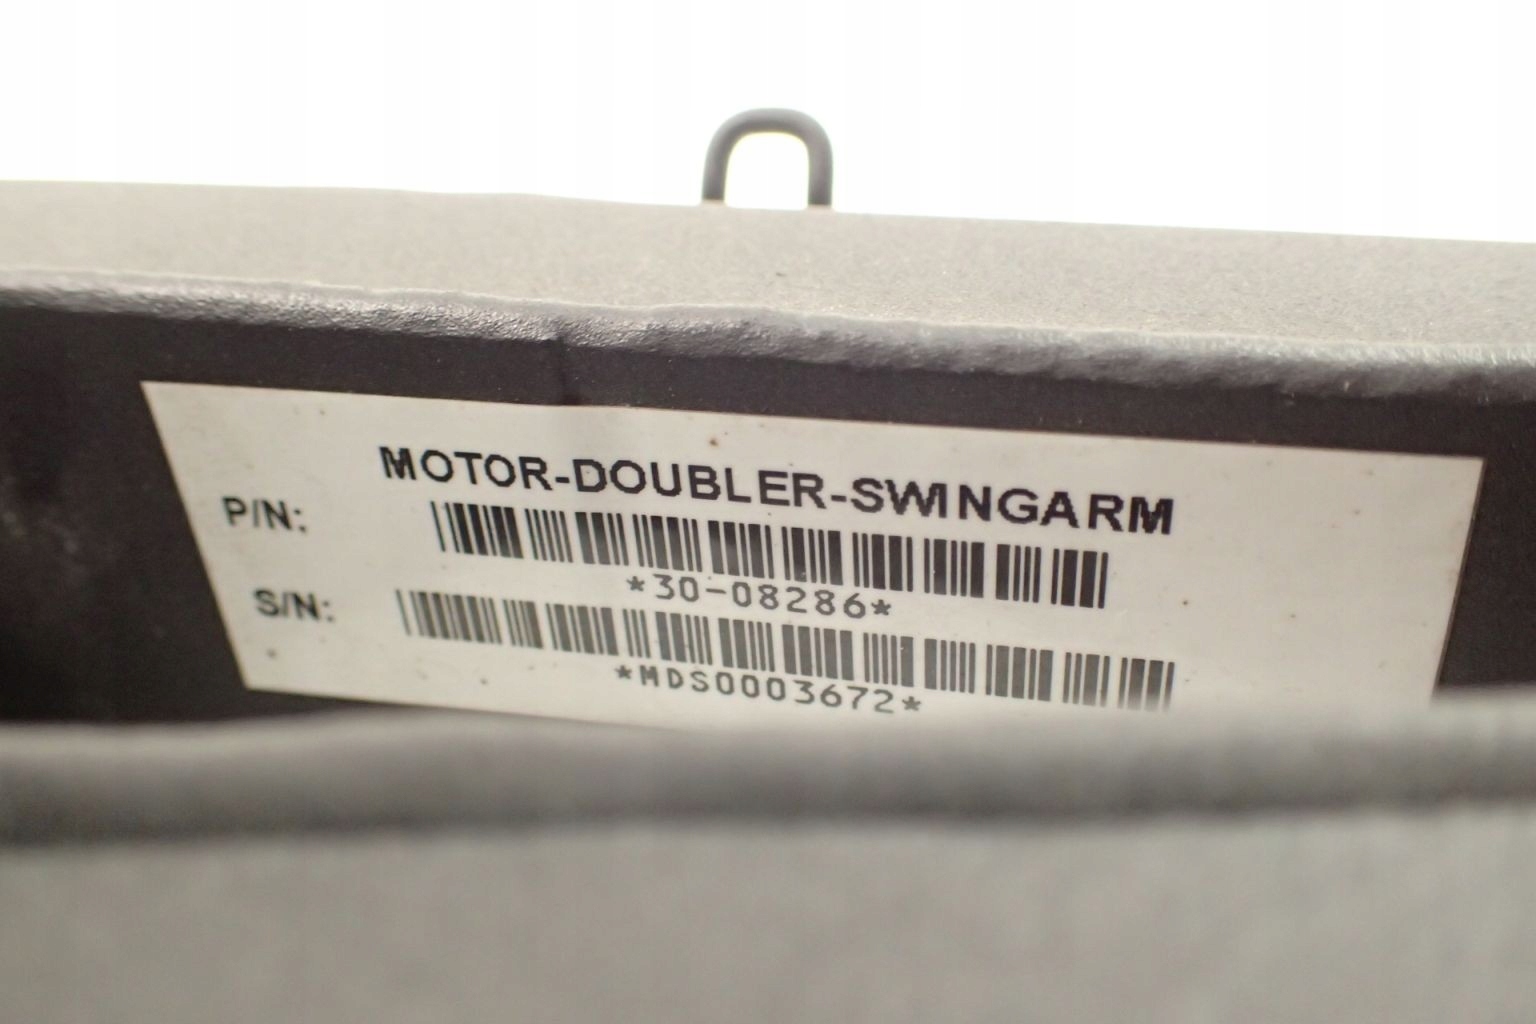 MOTOR-DOUBLER-SWINGARM
P/N:
*30-08286*
S/N:
*MDS0003672*